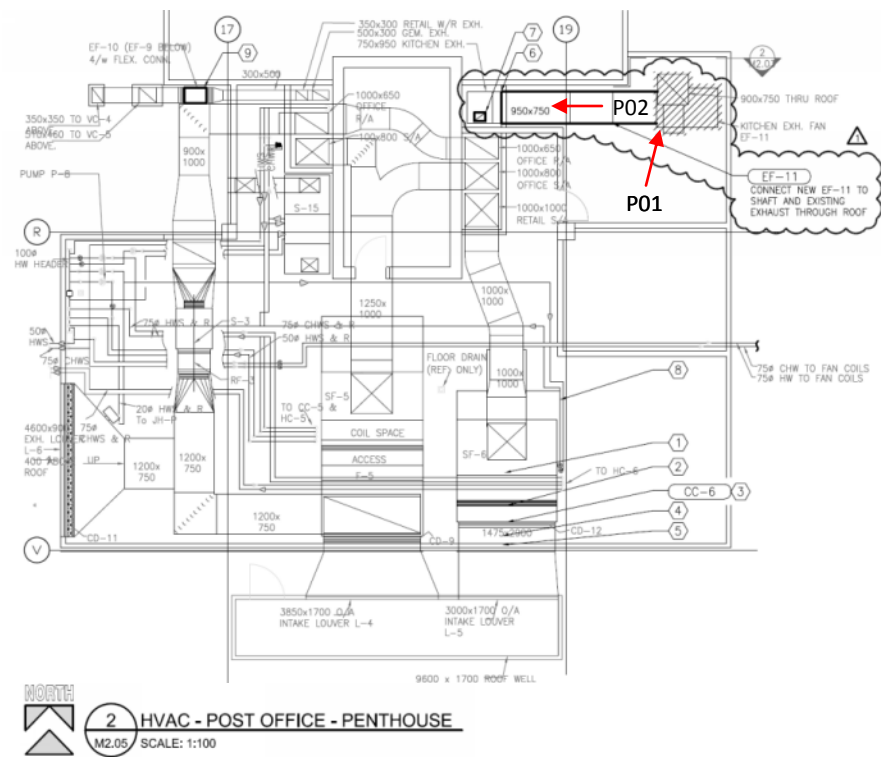 EF-10 (EF-9 BELOW)
4/w FLEX. CONN.
17
9
350x300 RETAIL W/R EXH.
500x300 GEM. EXH.
750x950 KITCHEN EXH.
7
6
19
2
M2.07
300x500
1000x650
OFFICE
R/A
950x750
P02
900x750 THRU ROOF
350x350 TO VC-4
ABOVE
TO VC-5
ABOVE.
900x
1000
S/A
KITCHEN EXH. FAN
EF-11
1
1000x650
OFFICE R/A
1000x800
OFFICE S/A
P01
EF-11
CONNECT NEW EF-11 TO
SHAFT AND EXISTING
EXHAUST THROUGH ROOF
PUMP P-8
S-15
1000x1000
RETAIL S/A
R
100ø
HW HEADER
1250x
1000
1000x
1000
75ø HWS & R
S-3
75ø CHWS & R
50ø HWS & R
50ø
HWS
75ø CHWS
RF-3
FLOOR DRAIN
(REF) ONLY)
1000x
1000
75ø CHW TO FAN COILS
75ø HW TO FAN COILS
8
20ø HWS & R
To JH-P
SF-5
TO CC-5 &
HC-5
4600x900
EXH. LOUVER
L-6
400 ABOVE
ROOF
75ø
CHWS & R
UP
COIL SPACE
SF-6
1
1200x
750
1200x
750
ACCESS
F-5
TO HC-6
2
CC-6
3
4
1200x
750
1475x2000
CD-12
5
CD-11
CD-9
V
3850x1700 O/A
INTAKE LOUVER L-4
3000x1700 O/A
INTAKE LOUVER
L-5
9600 x 1700 ROOF WELL
NORTH
2
HVAC - POST OFFICE - PENTHOUSE
M2.05
SCALE: 1:100